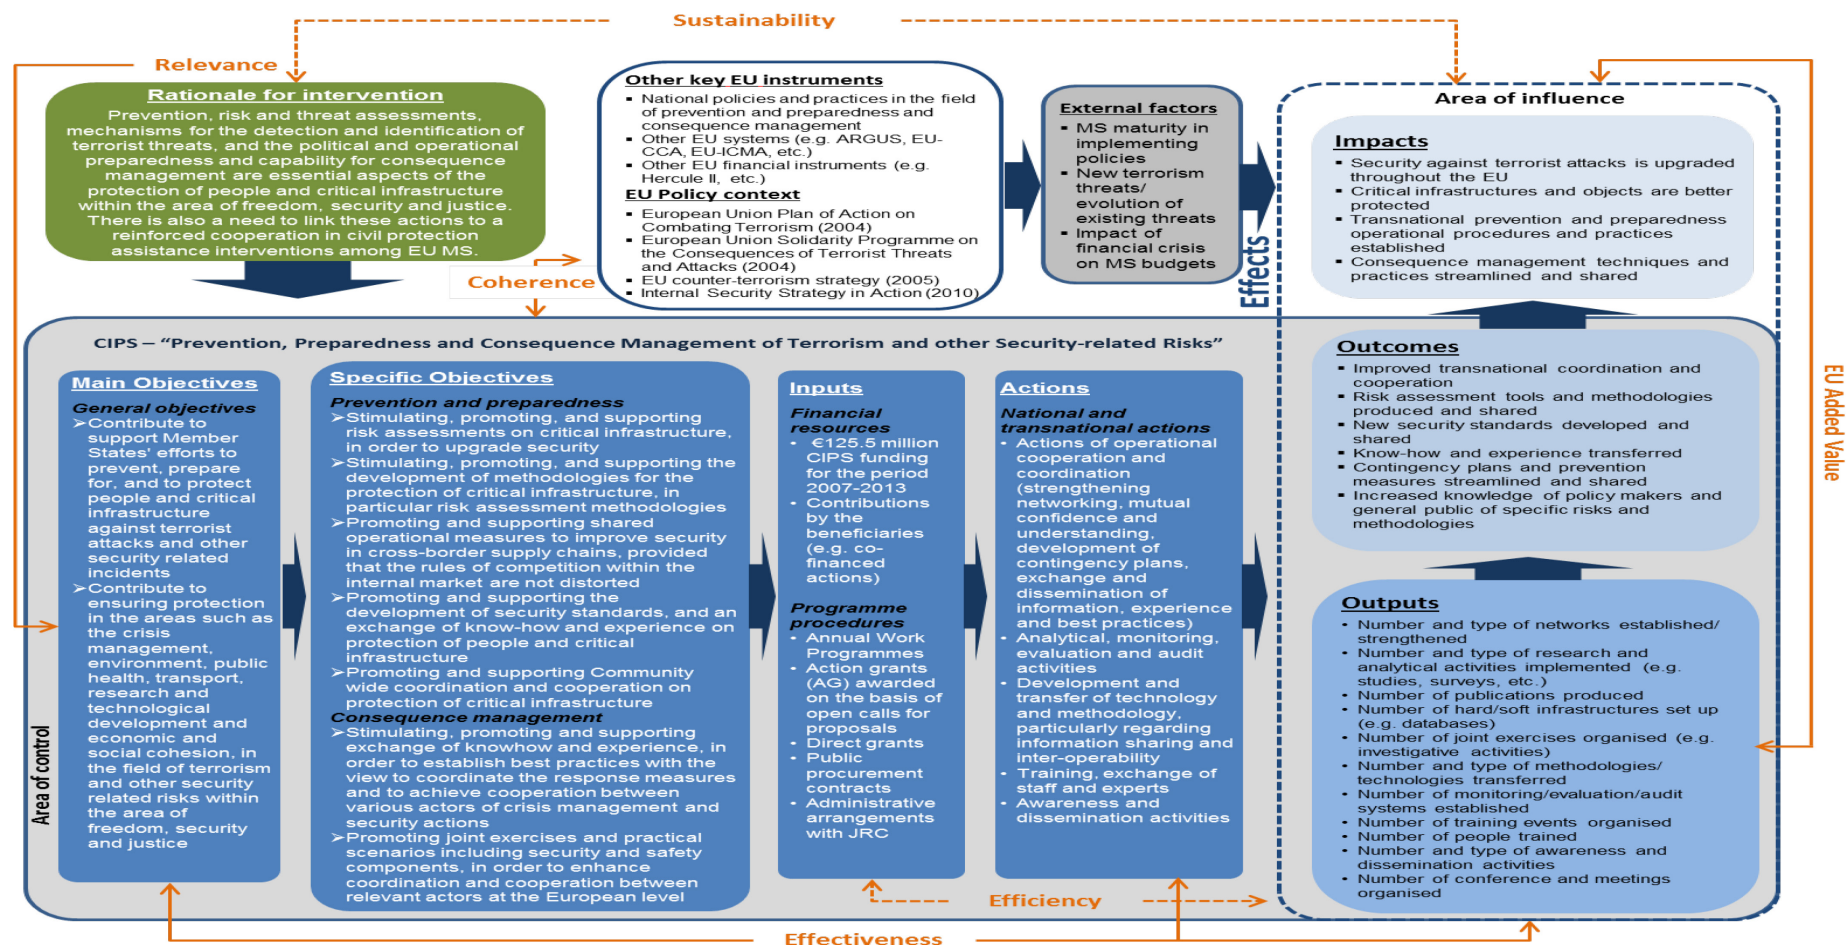 Sustainability
Relevance
Rationale for intervention
Prevention, risk and threat assessments,
mechanisms for the detection and identification of
terrorist threats, and the political and operational
preparedness and capability for consequence
management are essential aspects of the
protection of people and critical infrastructure
within the area of freedom, security and justice.
There is also a need to link these actions to a
reinforced cooperation in civil protection
assistance interventions among EU MS.
Coherence
Other key EU instruments
▪ National policies and practices in the field
of prevention and preparedness and
consequence management
▪ Other EU systems (e.g. ARGUS, EU-
CCA, EU-ICMA, etc.)
▪ Other EU financial instruments (e.g.
Hercule II, etc.)
EU Policy context
▪ European Union Plan of Action on
Combating Terrorism (2004)
▪ European Union Solidarity Programme on
the Consequences of Terrorist Threats
and Attacks (2004)
▪ EU counter-terrorism strategy (2005)
▪ Internal Security Strategy in Action (2010)
External factors
▪ MS maturity in
implementing
policies
▪ New terrorism
threats/
evolution of
existing threats
▪ Impact of
financial crisis
on MS budgets
Effects
Area of influence
Impacts
▪ Security against terrorist attacks is upgraded
throughout the EU
▪ Critical infrastructures and objects are better
protected
▪ Transnational prevention and preparedness
operational procedures and practices
established
▪ Consequence management techniques and
practices streamlined and shared
CIPS – “Prevention, Preparedness and Consequence Management of Terrorism and other Security-related Risks”
Area of control
Main Objectives
General objectives
➢Contribute to
support Member
States' efforts to
prevent, prepare
for, and to protect
people and critical
infrastructure
against terrorist
attacks and other
security related
incidents
➢Contribute to
ensuring protection
in the areas such as
the crisis
management,
environment, public
health, transport,
research and
technological
development and
economic and
social cohesion, in
the field of terrorism
and other security
related risks within
the area of
freedom, security
and justice
Specific Objectives
Prevention and preparedness
➢Stimulating, promoting, and supporting
risk assessments on critical infrastructure,
in order to upgrade security
➢Stimulating, promoting, and supporting the
development of methodologies for the
protection of critical infrastructure, in
particular risk assessment methodologies
➢Promoting and supporting shared
operational measures to improve security
in cross-border supply chains, provided
that the rules of competition within the
internal market are not distorted
➢Promoting and supporting the
development of security standards, and an
exchange of know-how and experience on
protection of people and critical
infrastructure
➢Promoting and supporting Community
wide coordination and cooperation on
protection of critical infrastructure
Consequence management
➢Stimulating, promoting and supporting
exchange of knowhow and experience, in
order to establish best practices with the
view to coordinate the response measures
and to achieve cooperation between
various actors of crisis management and
security actions
➢Promoting joint exercises and practical
scenarios including security and safety
components, in order to enhance
coordination and cooperation between
relevant actors at the European level
Inputs
Financial
resources
• €125.5 million
CIPS funding
for the period
2007-2013
• Contributions
by the
beneficiaries
(e.g. co-
financed
actions)
Programme
procedures
• Annual Work
Programmes
• Action grants
(AG) awarded
on the basis of
open calls for
proposals
• Direct grants
• Public
procurement
contracts
• Administrative
arrangements
with JRC
Actions
National and
transnational actions
• Actions of operational
cooperation and
coordination
(strengthening
networking, mutual
confidence and
understanding,
development of
contingency plans,
exchange and
dissemination of
information, experience
and best practices)
• Analytical, monitoring,
evaluation and audit
activities
• Development and
transfer of technology
and methodology,
particularly regarding
information sharing and
inter-operability
• Training, exchange of
staff and experts
• Awareness and
dissemination activities
Outcomes
▪ Improved transnational coordination and
cooperation
▪ Risk assessment tools and methodologies
produced and shared
▪ New security standards developed and
shared
▪ Know-how and experience transferred
▪ Contingency plans and prevention
measures streamlined and shared
▪ Increased knowledge of policy makers and
general public of specific risks and
methodologies
Outputs
• Number and type of networks established/
strengthened
• Number and type of research and
analytical activities implemented (e.g.
studies, surveys, etc.)
• Number of publications produced
• Number of hard/soft infrastructures set up
(e.g. databases)
• Number of joint exercises organised (e.g.
investigative activities)
• Number and type of methodologies/
technologies transferred
• Number of monitoring/evaluation/audit
systems established
• Number of training events organised
• Number of people trained
• Number and type of awareness and
dissemination activities
• Number of conference and meetings
organised
EU Added Value
Efficiency
Effectiveness